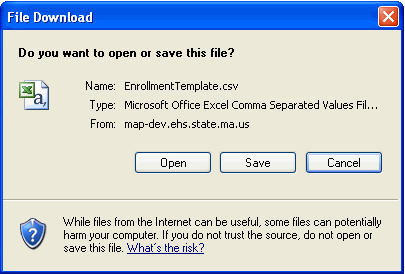 File Download
Do you want to open or save this file?
Name: EnrollmentTemplate.csv
Type: Microsoft Office Excel Comma Separated Values Fil...
From: map-dev.ehs.state.ma.us
Open Save Cancel
While files from the Internet can be useful, some files can potentially
harm your computer. If you do not trust the source, do not open or
save this file. What's the risk?